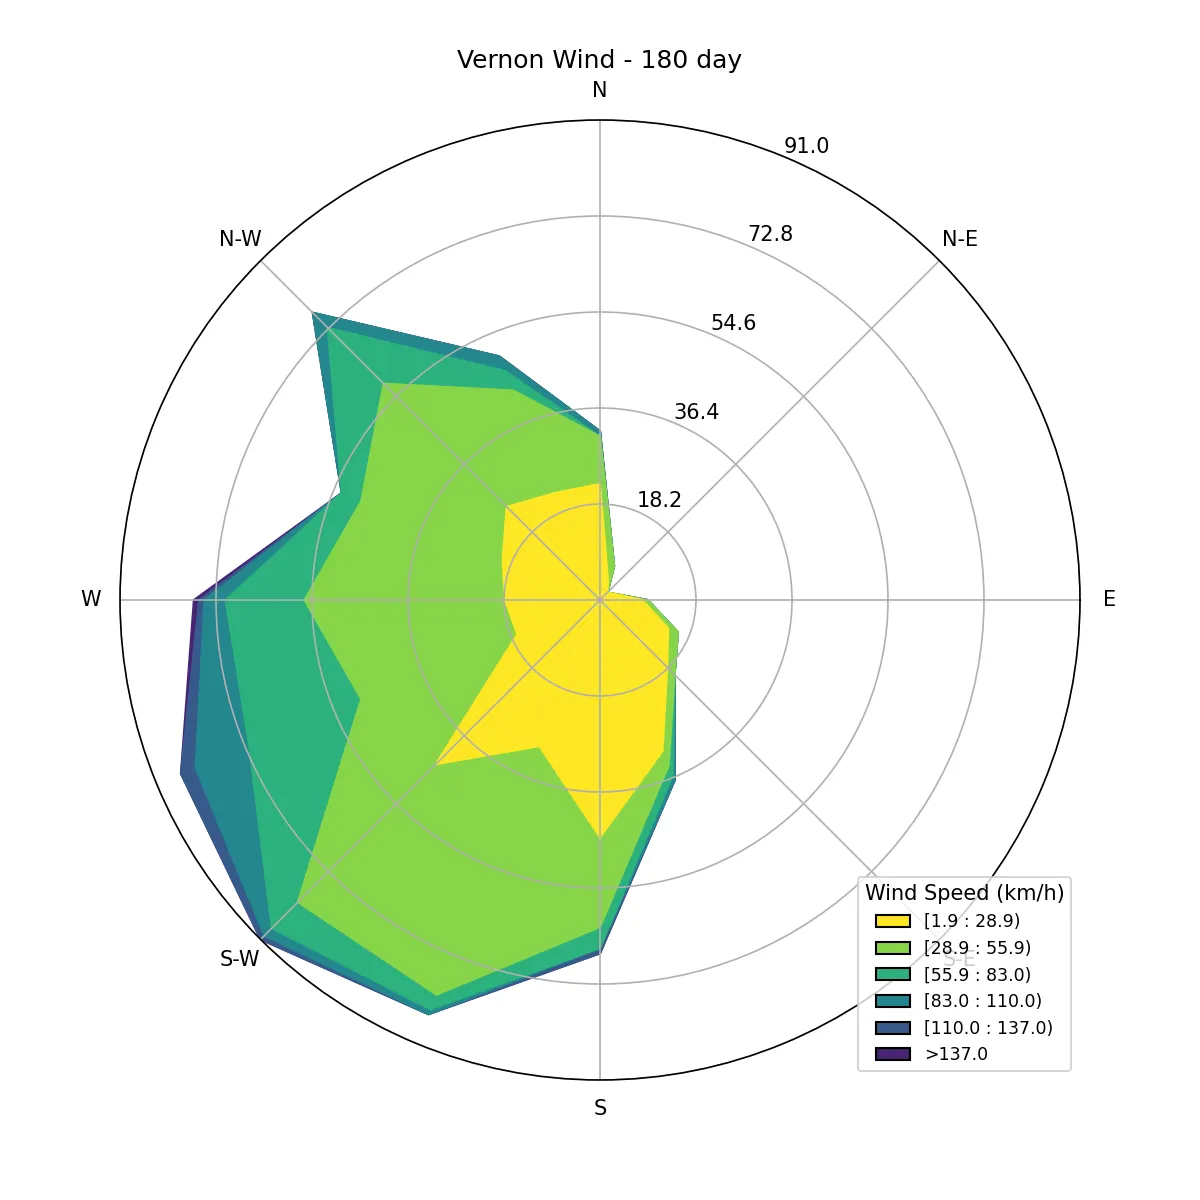 Vernon Wind - 180 day
N
91.0
72.8
N-W
N-E
54.6
36.4
18.2
W
E
S-W
S-E
Wind Speed (km/h)
[1.9 : 28.9)
[28.9 : 55.9)
[55.9 : 83.0)
[83.0 : 110.0)
[110.0 : 137.0)
>137.0
S